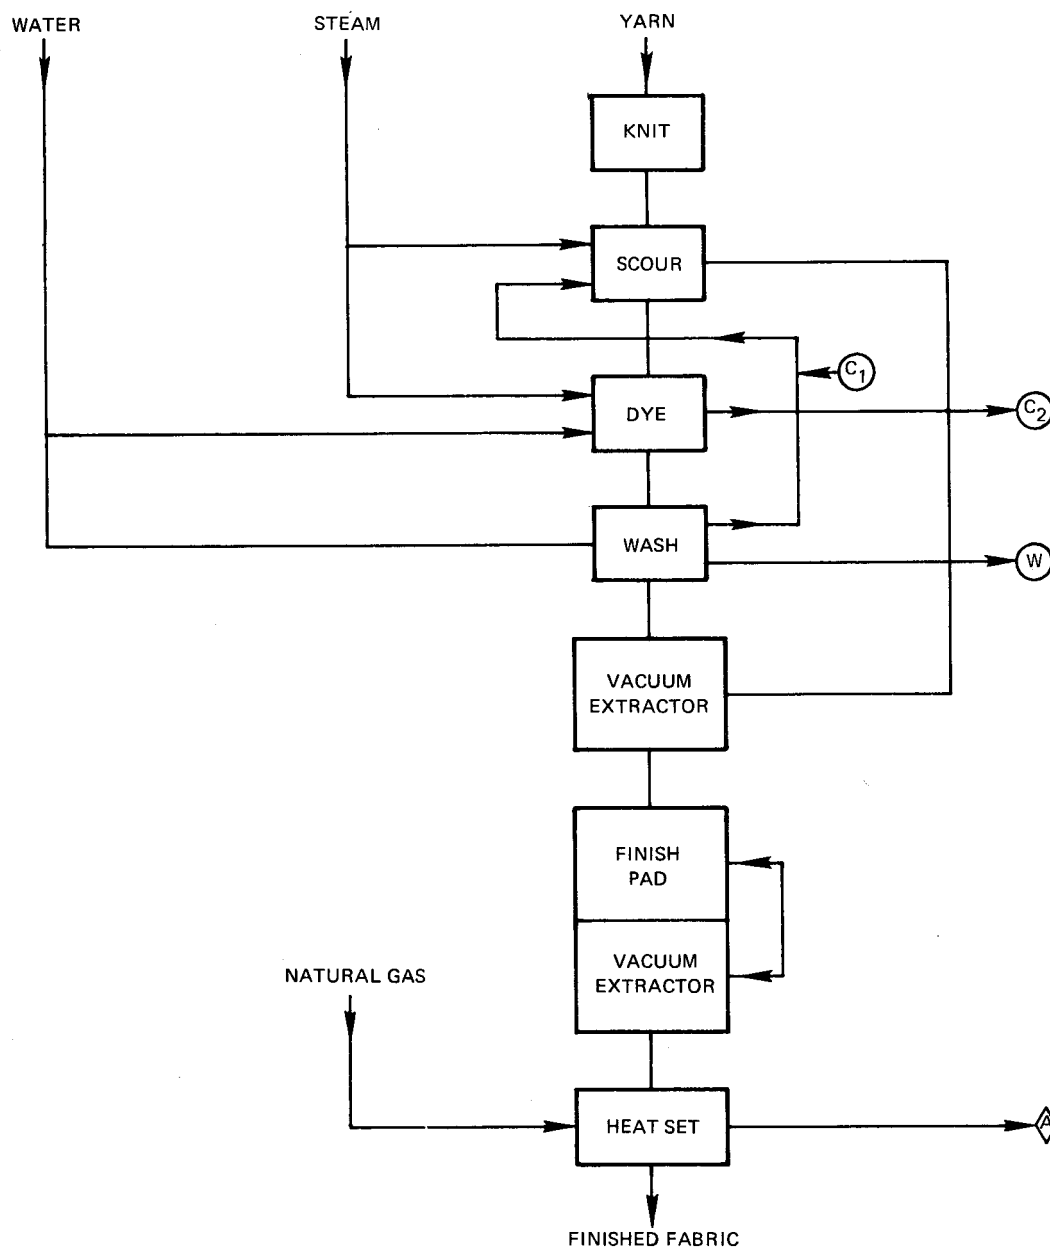 WATER
STEAM
YARN
KNIT
SCOUR
C1
DYE
C2
WASH
W
VACUUM
EXTRACTOR
FINISH
PAD
VACUUM
EXTRACTOR
NATURAL GAS
HEAT SET
A
FINISHED FABRIC